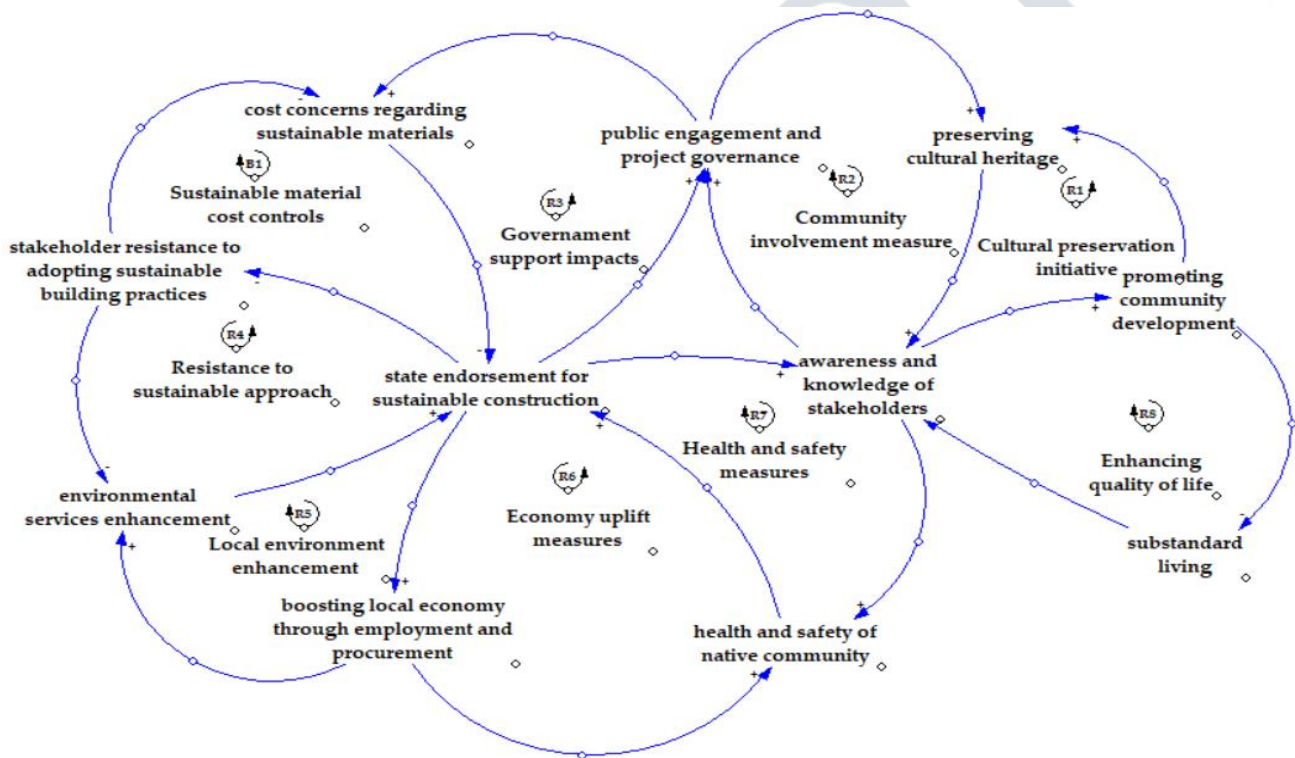 cost concerns regarding
sustainable materials
+
-
public engagement and
project governance
+
+
preserving
cultural heritage
+
+
B1
Sustainable material
cost controls
R3
Governament
support impacts
R2
Community
involvement measure
R1
Cultural preservation
initiative
stakeholder resistance to
adopting sustainable
building practices
-
promoting
community
development
+
R4
Resistance to
sustainable approach
state endorsement for
sustainable construction
-
+
+
awareness and
knowledge of
stakeholders
+
+
R7
Health and safety
measures
R8
Enhancing
quality of life
environmental
services enhancement
-
+
R5
Local environment
enhancement
R6
Economy uplift
measures
substandard
living
-
boosting local economy
through employment and
procurement
+
health and safety of
native community
+
+